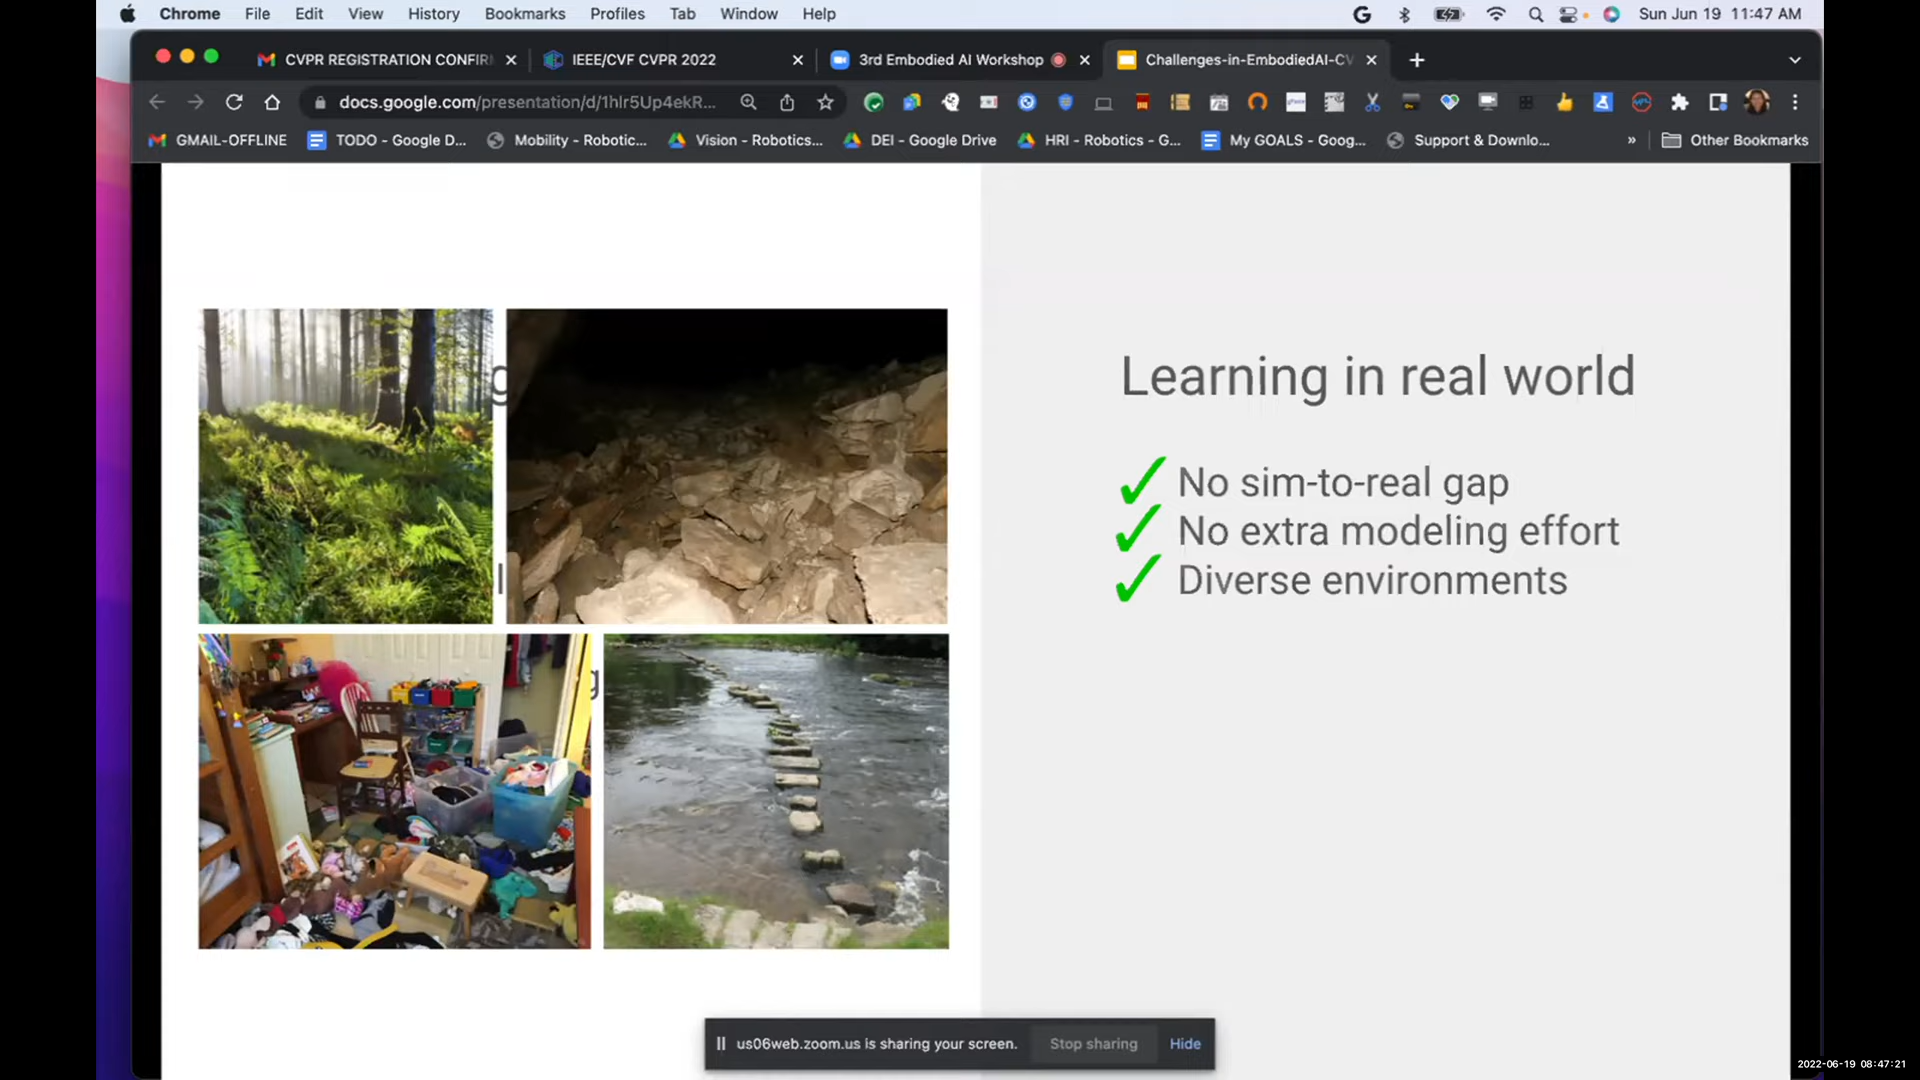 Chrome File Edit View History Bookmarks Profiles Tab Window Help Sun Jun 19 11:47 AM
CVPR REGISTRATION CONFIR IEEE/CVF CVPR 2022 3rd Embodied AI Workshop Challenges-in-EmbodiedAI-CV
docs.google.com/presentation/d/1hlr5Up4ekR...
GMAIL-OFFLINE TODO - Google D... Mobility - Robotic... Vision - Robotics... DEI - Google Drive HRI - Robotics - G... My GOALS - Goog... Support & Downlo... » Other Bookmarks
g
l
g
Learning in real world
No sim-to-real gap
No extra modeling effort
Diverse environments
us06web.zoom.us is sharing your screen. Stop sharing Hide
2022-06-19 08:47:21